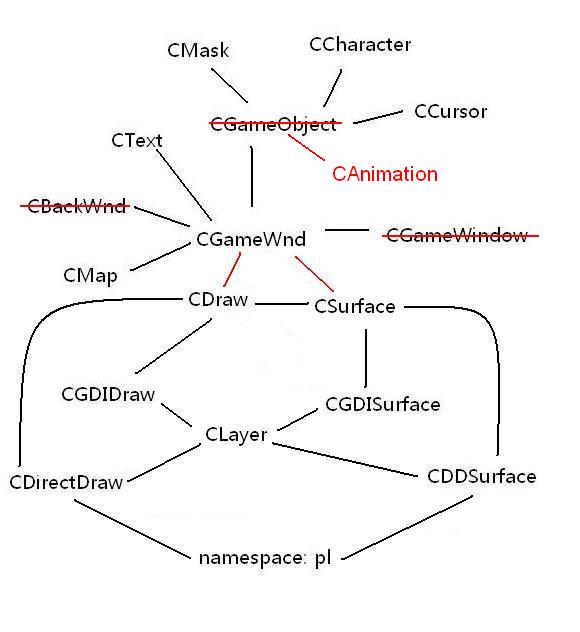 CMask
CCharacter
CGameObject
CCursor
CText
CAnimation
CBackWnd
CGameWnd
CGameWindow
CMap
CDraw
CSurface
CGDIDraw
CGDISurface
CLayer
CDirectDraw
CDDSurface
namespace: pl